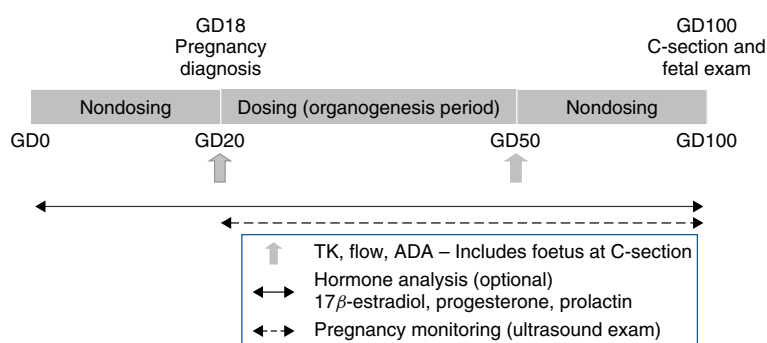 GD18
Pregnancy
diagnosis
GD100
C-section and
fetal exam
Nondosing
Dosing (organogenesis period)
Nondosing
GD0
GD20
GD50
GD100
TK, flow, ADA – Includes foetus at C-section
Hormone analysis (optional)
17β-estradiol, progesterone, prolactin
Pregnancy monitoring (ultrasound exam)